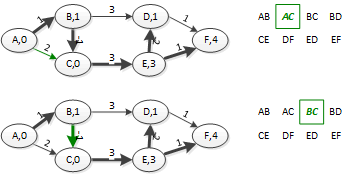 B,1 3 D,1
1 1
A,0 -1 -2 F,4
2 1
C,0 3 E,3
AB AC BC BD
CE DF ED EF
B,1 3 D,1
1 1
A,0 -1 -2 F,4
2 1
C,0 3 E,3
AB AC BC BD
CE DF ED EF